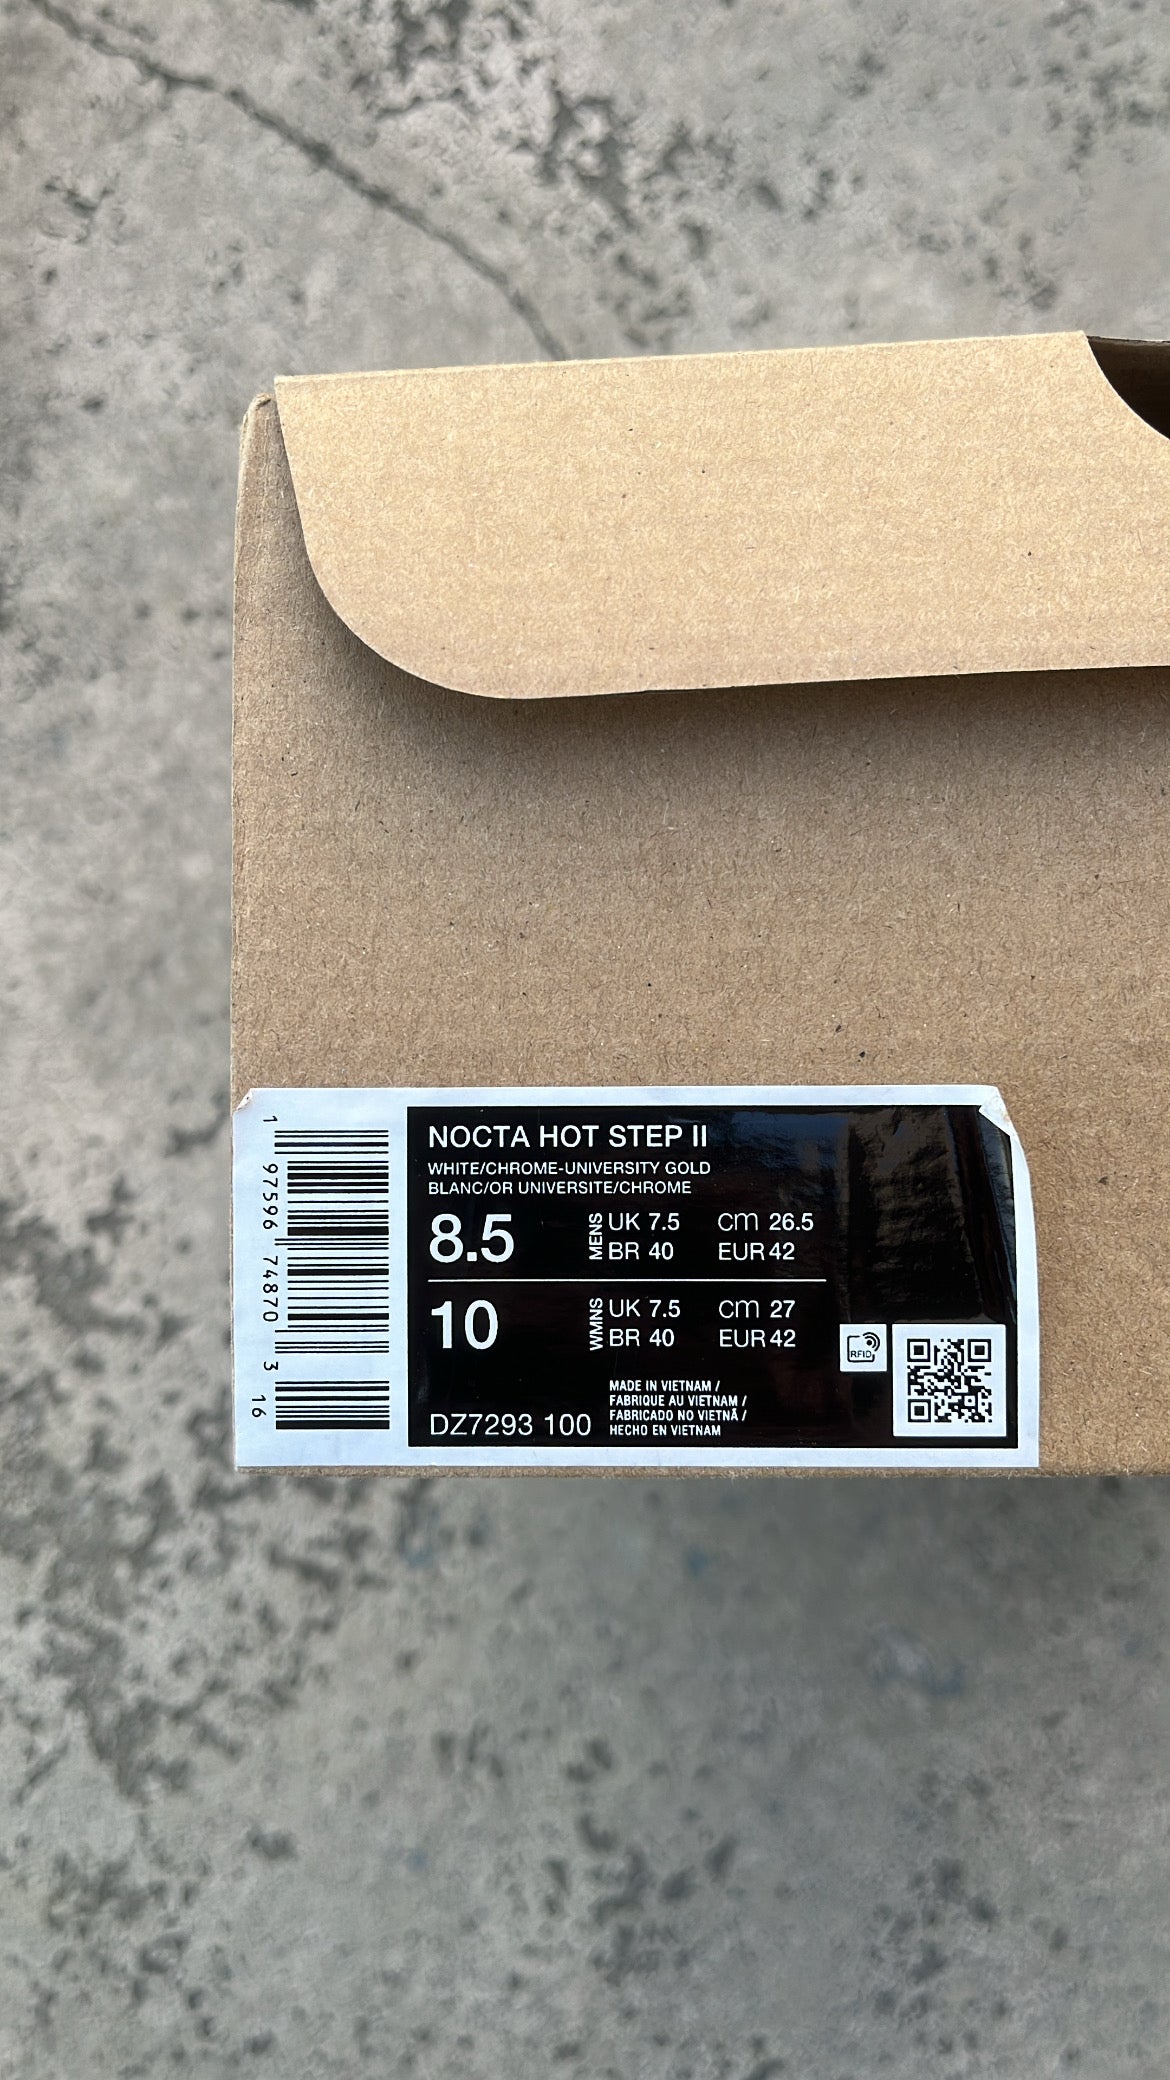 1 97596 74870 3 16
NOCTA HOT STEP II
WHITE/CHROME-UNIVERSITY GOLD
BLANC/OR UNIVERSITE/CHROME
8.5 MENS UK 7.5 cm 26.5
BR 40 EUR 42
10 WMNS UK 7.5 cm 27
BR 40 EUR 42
RFID
MADE IN VIETNAM /
FABRIQUE AU VIETNAM /
FABRICADO NO VIETNÃ /
HECHO EN VIETNAM
DZ7293 100